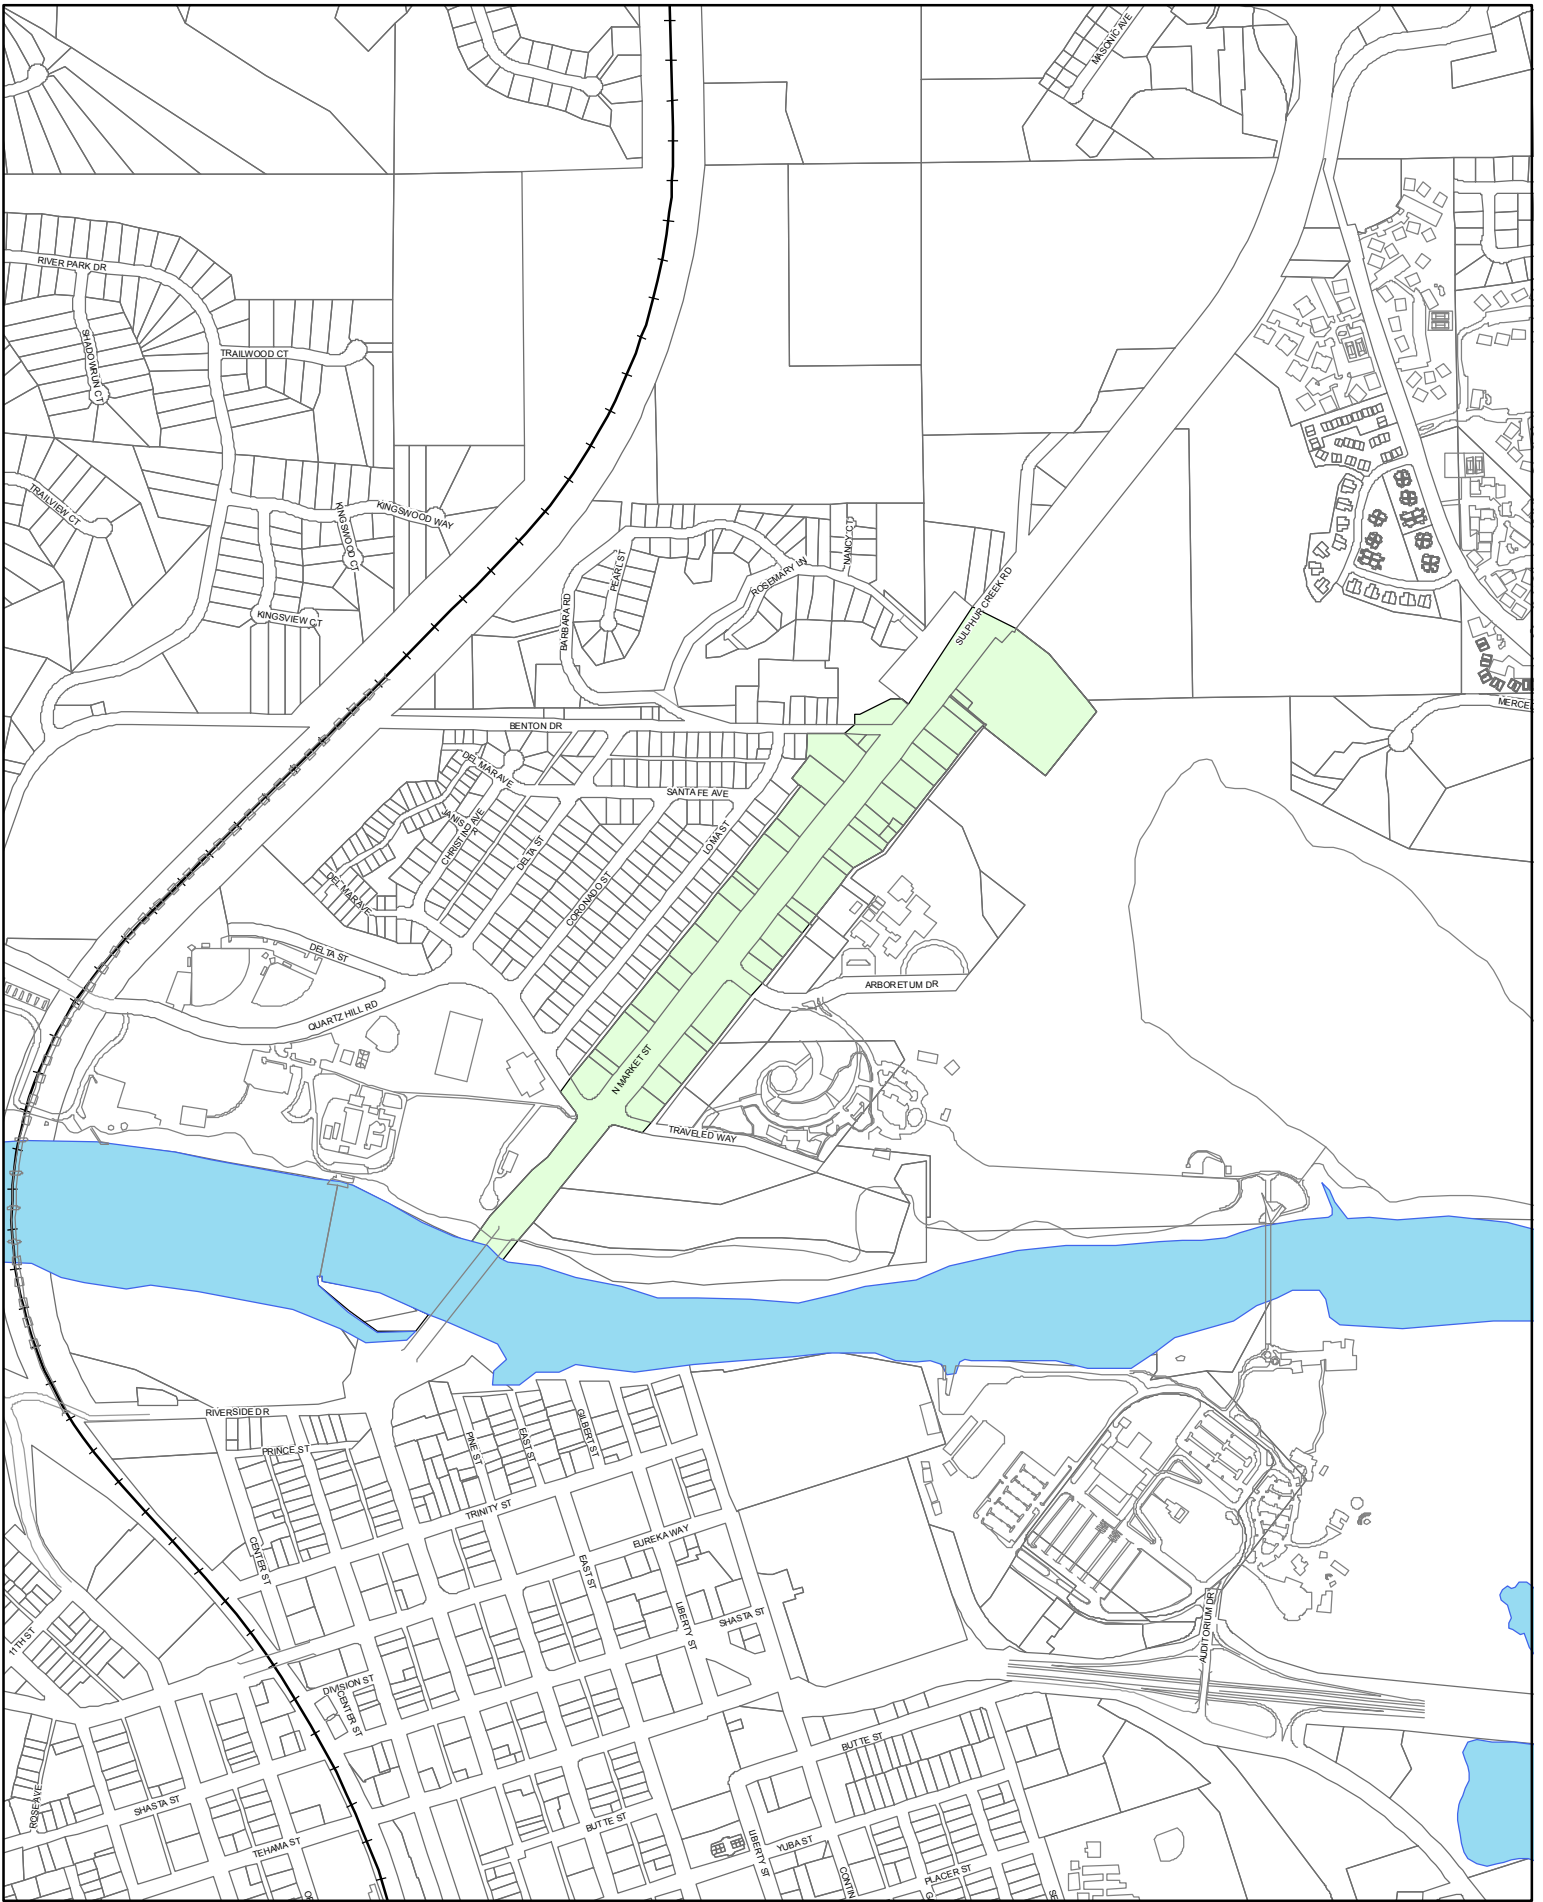 MASONIC AVE
RIVER PARK DR
SHADOWRUN CT
TRAILWOOD CT
TRAILVIEW CT
KINGSWOOD WAY
KINGSWOOD CT
KINGSVIEW CT
PEARL ST
NANCY CT
ROSEMARY LN
BARBARA RD
SULPHUR CREEK RD
MERCE
BENTON DR
DEL MAR AVE
SANTA FE AVE
JANIS DR
CHRISTINE AVE
LOMA ST
DELTA ST
DEL MAR AVE
CORONADO ST
DELTA ST
ARBORETUM DR
QUARTZ HILL RD
N MARKET ST
TRAVELED WAY
RIVERSIDE DR
PRINCE ST
PINE ST
EAST ST
GILBERT ST
TRINITY ST
EUREKA WAY
CENTER ST
EAST ST
LIBERTY ST
SHASTA ST
11TH ST
AUDITORIUM DR
DIVISION ST
CENTER ST
BUTTE ST
ROSE AVE
SHASTA ST
BUTTE ST
TEHAMA ST
LIBERTY ST
YUBA ST
PLACER ST
CONTIN